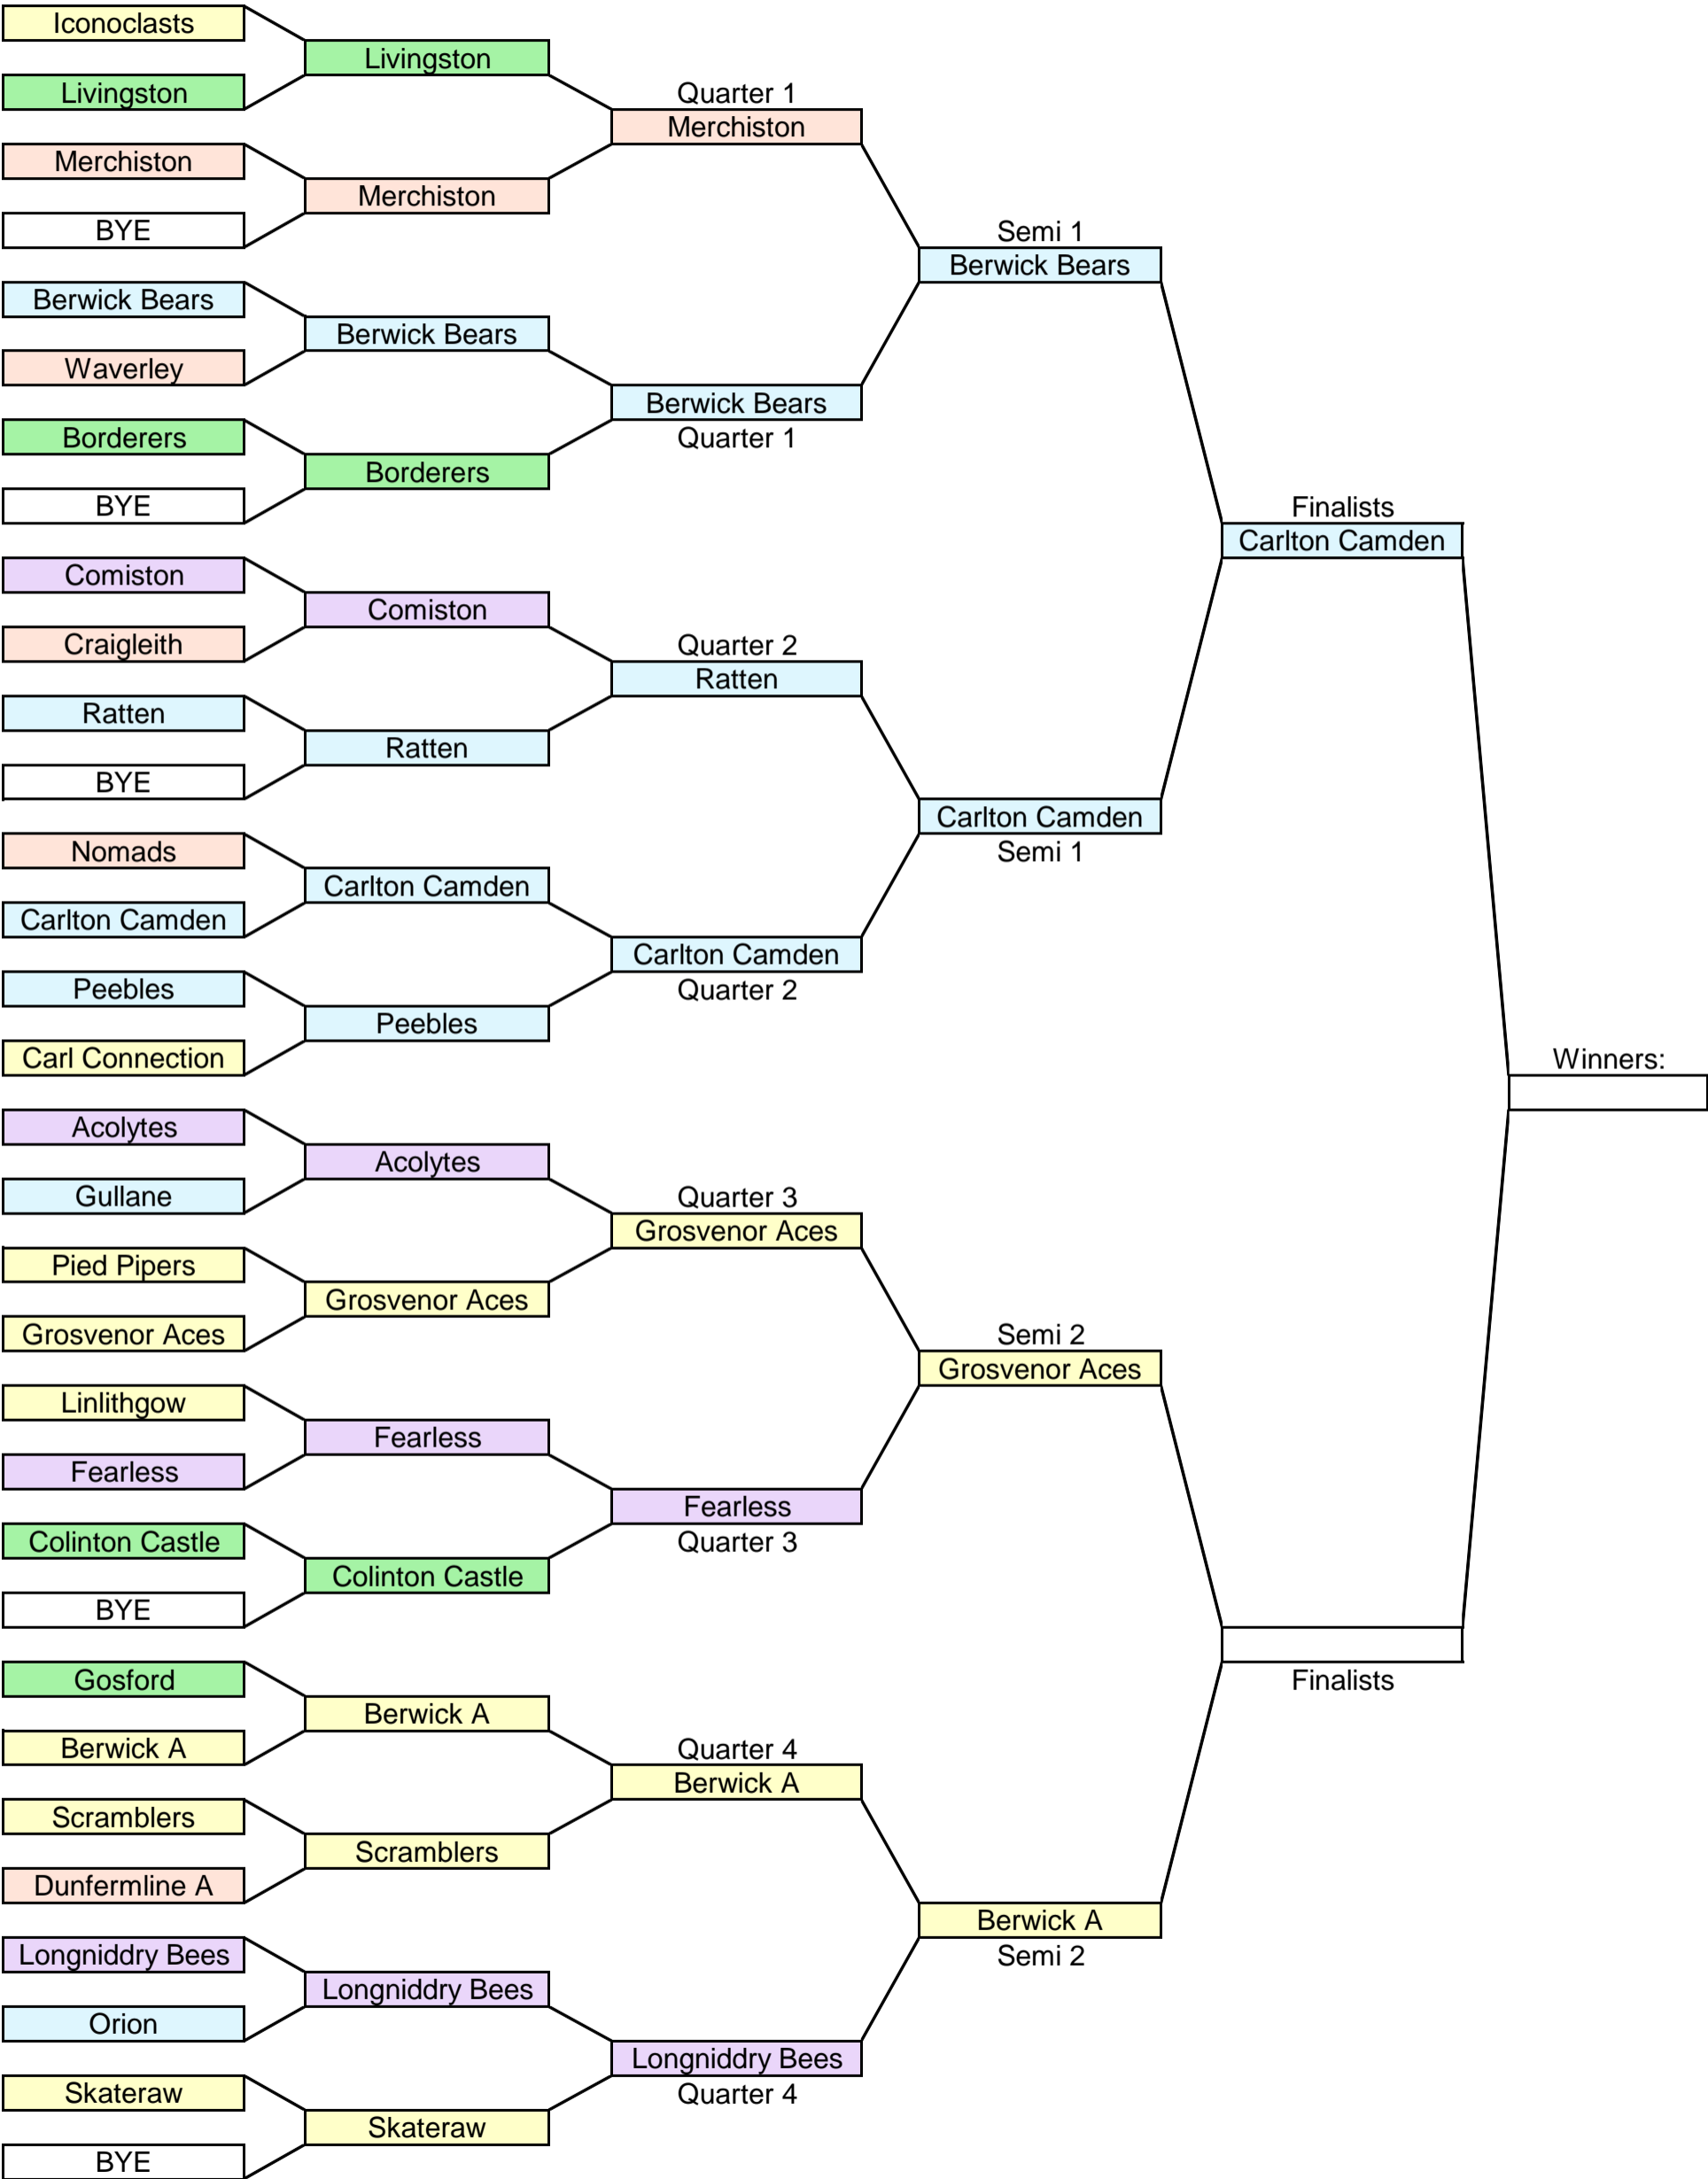 Iconoclasts
Livingston
Merchiston
BYE
Berwick Bears
Waverley
Borderers
BYE
Comiston
Craigleith
Ratten
BYE
Nomads
Carlton Camden
Peebles
Carl Connection
Acolytes
Gullane
Pied Pipers
Grosvenor Aces
Linlithgow
Fearless
Colinton Castle
BYE
Gosford
Berwick A
Scramblers
Dunfermline A
Longniddry Bees
Orion
Skateraw
BYE
Livingston
Merchiston
Berwick Bears
Borderers
Comiston
Ratten
Carlton Camden
Peebles
Acolytes
Grosvenor Aces
Fearless
Colinton Castle
Berwick A
Scramblers
Longniddry Bees
Skateraw
Quarter 1
Merchiston
Berwick Bears
Quarter 1
Quarter 2
Ratten
Carlton Camden
Quarter 2
Quarter 3
Grosvenor Aces
Fearless
Quarter 3
Quarter 4
Berwick A
Longniddry Bees
Quarter 4
Semi 1
Berwick Bears
Carlton Camden
Semi 1
Semi 2
Grosvenor Aces
Berwick A
Semi 2
Finalists
Carlton Camden
Finalists
Winners: